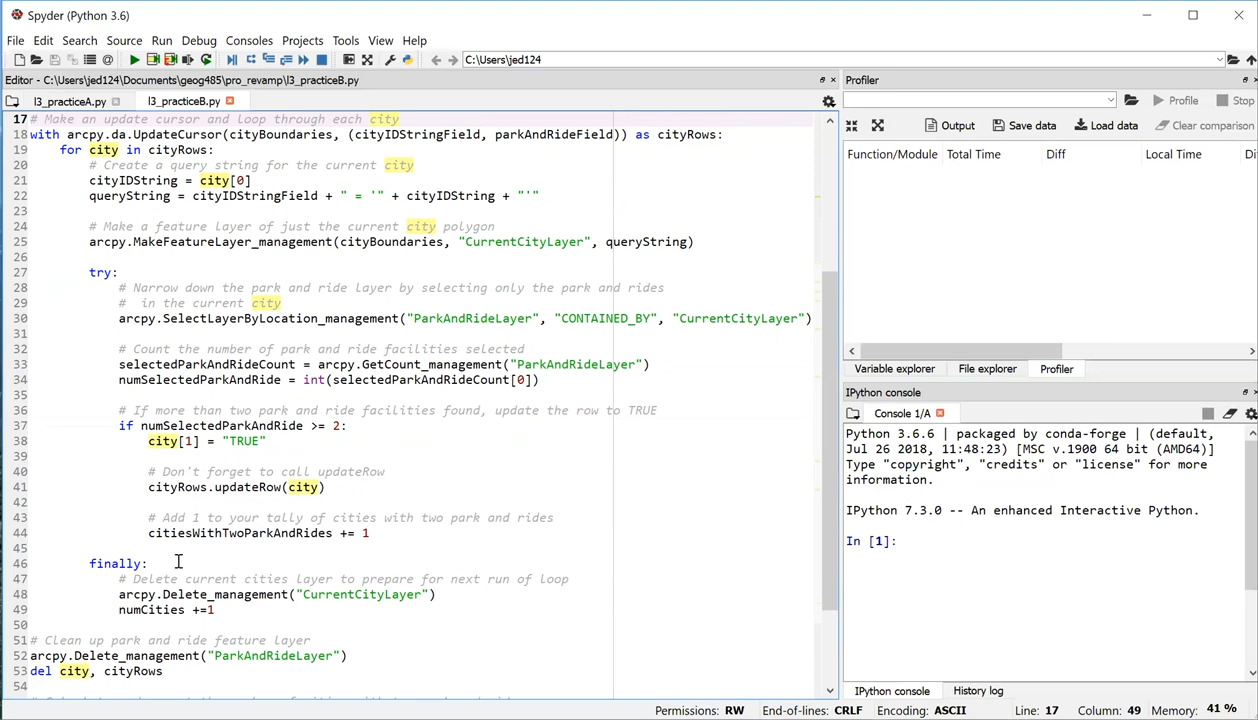 Spyder (Python 3.6)
File Edit Search Source Run Debug Consoles Projects Tools View Help
C:\Users\jed124
Editor - C:\Users\jed124\Documents\geog485\pro_revamp\l3_practiceB.py
l3_practiceA.py l3_practiceB.py
17 # Make an update cursor and loop through each city
18 with arcpy.da.UpdateCursor(cityBoundaries, (cityIDStringField, parkAndRideField)) as cityRows:
19     for city in cityRows:
20         # Create a query string for the current city
21         cityIDString = city[0]
22         queryString = cityIDStringField + " = '" + cityIDString + "'"
23
24         # Make a feature layer of just the current city polygon
25         arcpy.MakeFeatureLayer_management(cityBoundaries, "CurrentCityLayer", queryString)
26
27         try:
28             # Narrow down the park and ride layer by selecting only the park and rides
29             #  in the current city
30             arcpy.SelectLayerByLocation_management("ParkAndRideLayer", "CONTAINED_BY", "CurrentCityLayer")
31
32             # Count the number of park and ride facilities selected
33             selectedParkAndRideCount = arcpy.GetCount_management("ParkAndRideLayer")
34             numSelectedParkAndRide = int(selectedParkAndRideCount[0])
35
36             # If more than two park and ride facilities found, update the row to TRUE
37             if numSelectedParkAndRide >= 2:
38                 city[1] = "TRUE"
39
40                 # Don't forget to call updateRow
41                 cityRows.updateRow(city)
42
43                 # Add 1 to your tally of cities with two park and rides
44                 citiesWithTwoParkAndRides += 1
45
46         finally:
47             # Delete current cities layer to prepare for next run of loop
48             arcpy.Delete_management("CurrentCityLayer")
49             numCities +=1
50
51 # Clean up park and ride feature layer
52 arcpy.Delete_management("ParkAndRideLayer")
53 del city, cityRows
54
Profiler
Profile Stop
Output Save data Load data Clear comparison
Function/Module Total Time Diff Local Time Di
Variable explorer File explorer Profiler
IPython console
Console 1/A
Python 3.6.6 | packaged by conda-forge | (default,
Jul 26 2018, 11:48:23) [MSC v.1900 64 bit (AMD64)]
Type "copyright", "credits" or "license" for more
information.
IPython 7.3.0 -- An enhanced Interactive Python.
In [1]:
IPython console History log
Permissions: RW End-of-lines: CRLF Encoding: ASCII Line: 17 Column: 49 Memory: 41 %